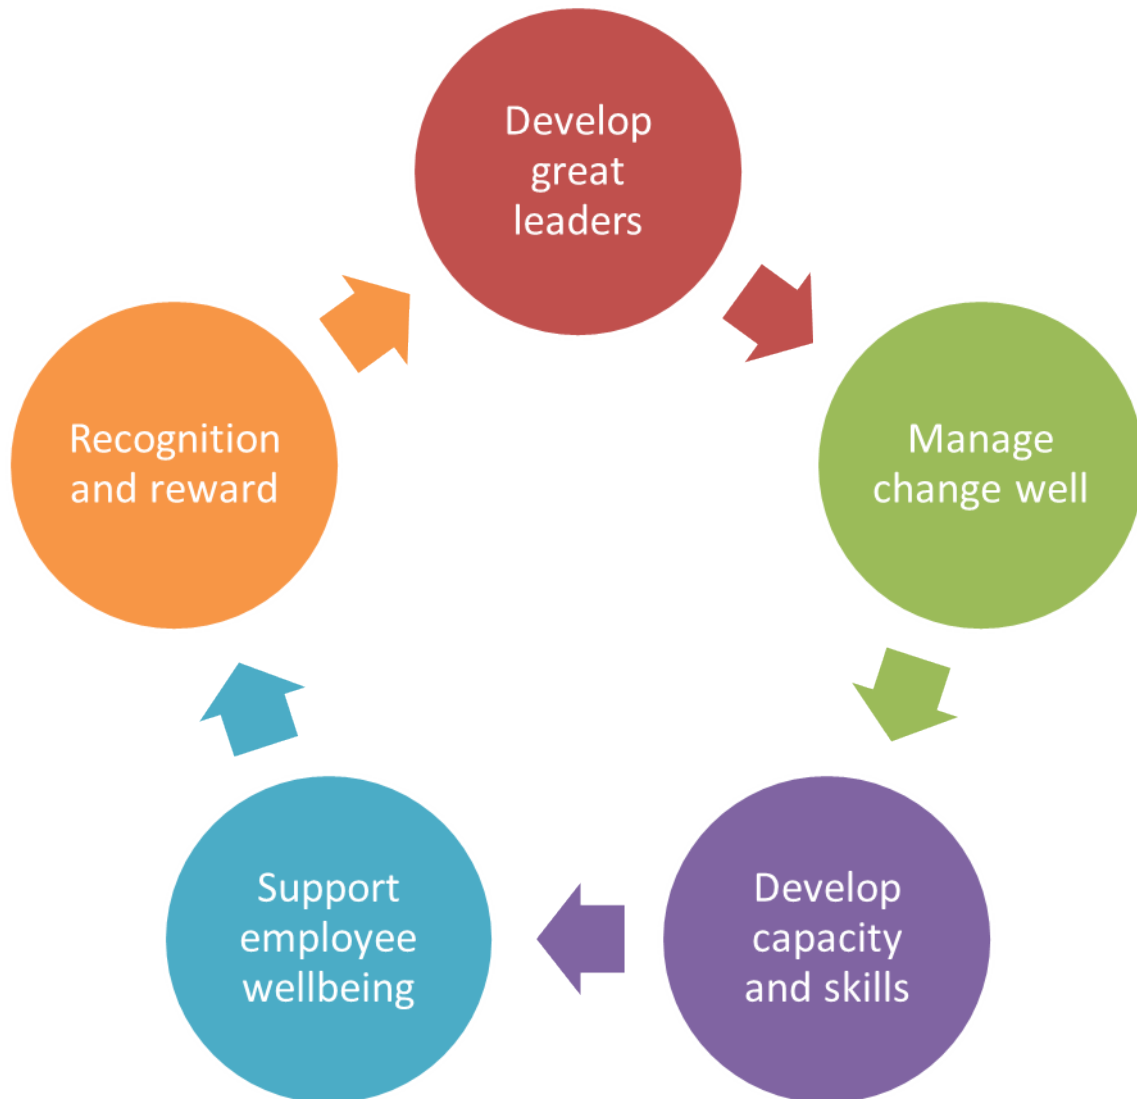 Develop
great
leaders
Manage
change well
Develop
capacity
and skills
Support
employee
wellbeing
Recognition
and reward